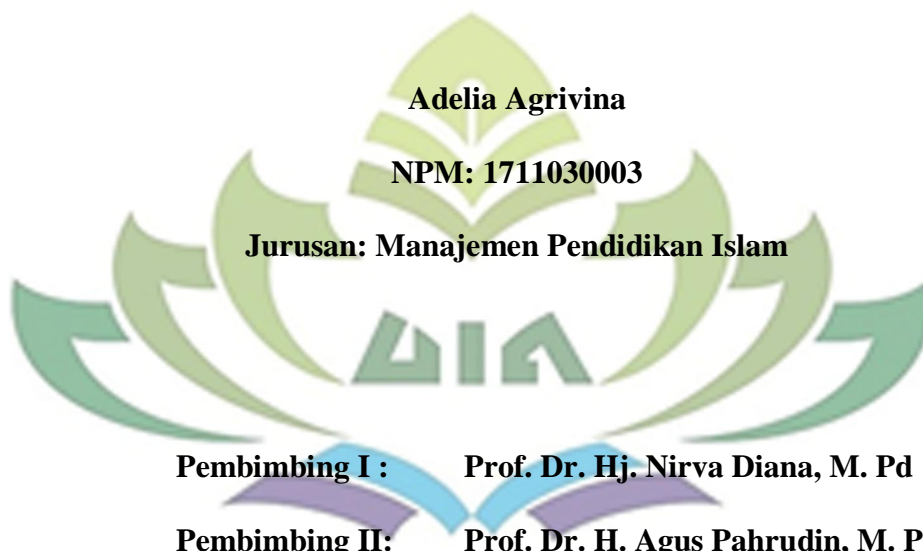 Adelia Agrivina
NPM: 1711030003
Jurusan: Manajemen Pendidikan Islam
UIN
Pembimbing I : Prof. Dr. Hj. Nirva Diana, M. Pd
Pembimbing II: Prof. Dr. H. Agus Pahrudin, M. P